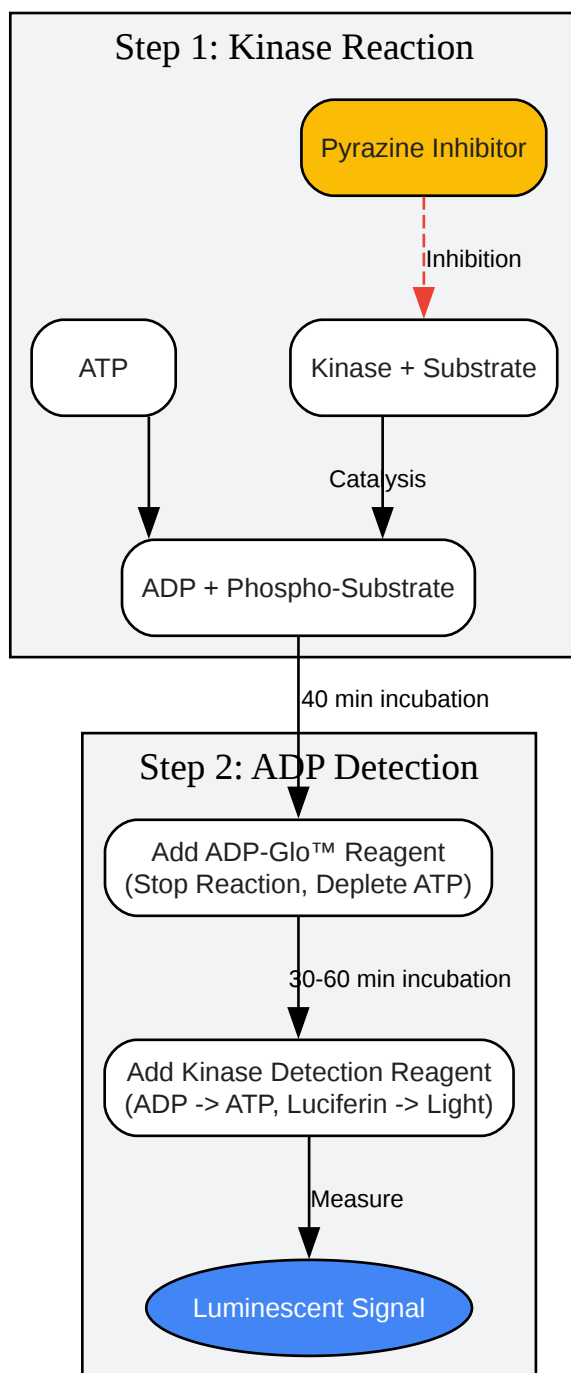 Step 1: Kinase Reaction
Pyrazine Inhibitor
Inhibition
ATP
Kinase + Substrate
Catalysis
ADP + Phospho-Substrate
40 min incubation
Step 2: ADP Detection
Add ADP-Glo™ Reagent
(Stop Reaction, Deplete ATP)
30-60 min incubation
Add Kinase Detection Reagent
(ADP -> ATP, Luciferin -> Light)
Measure
Luminescent Signal